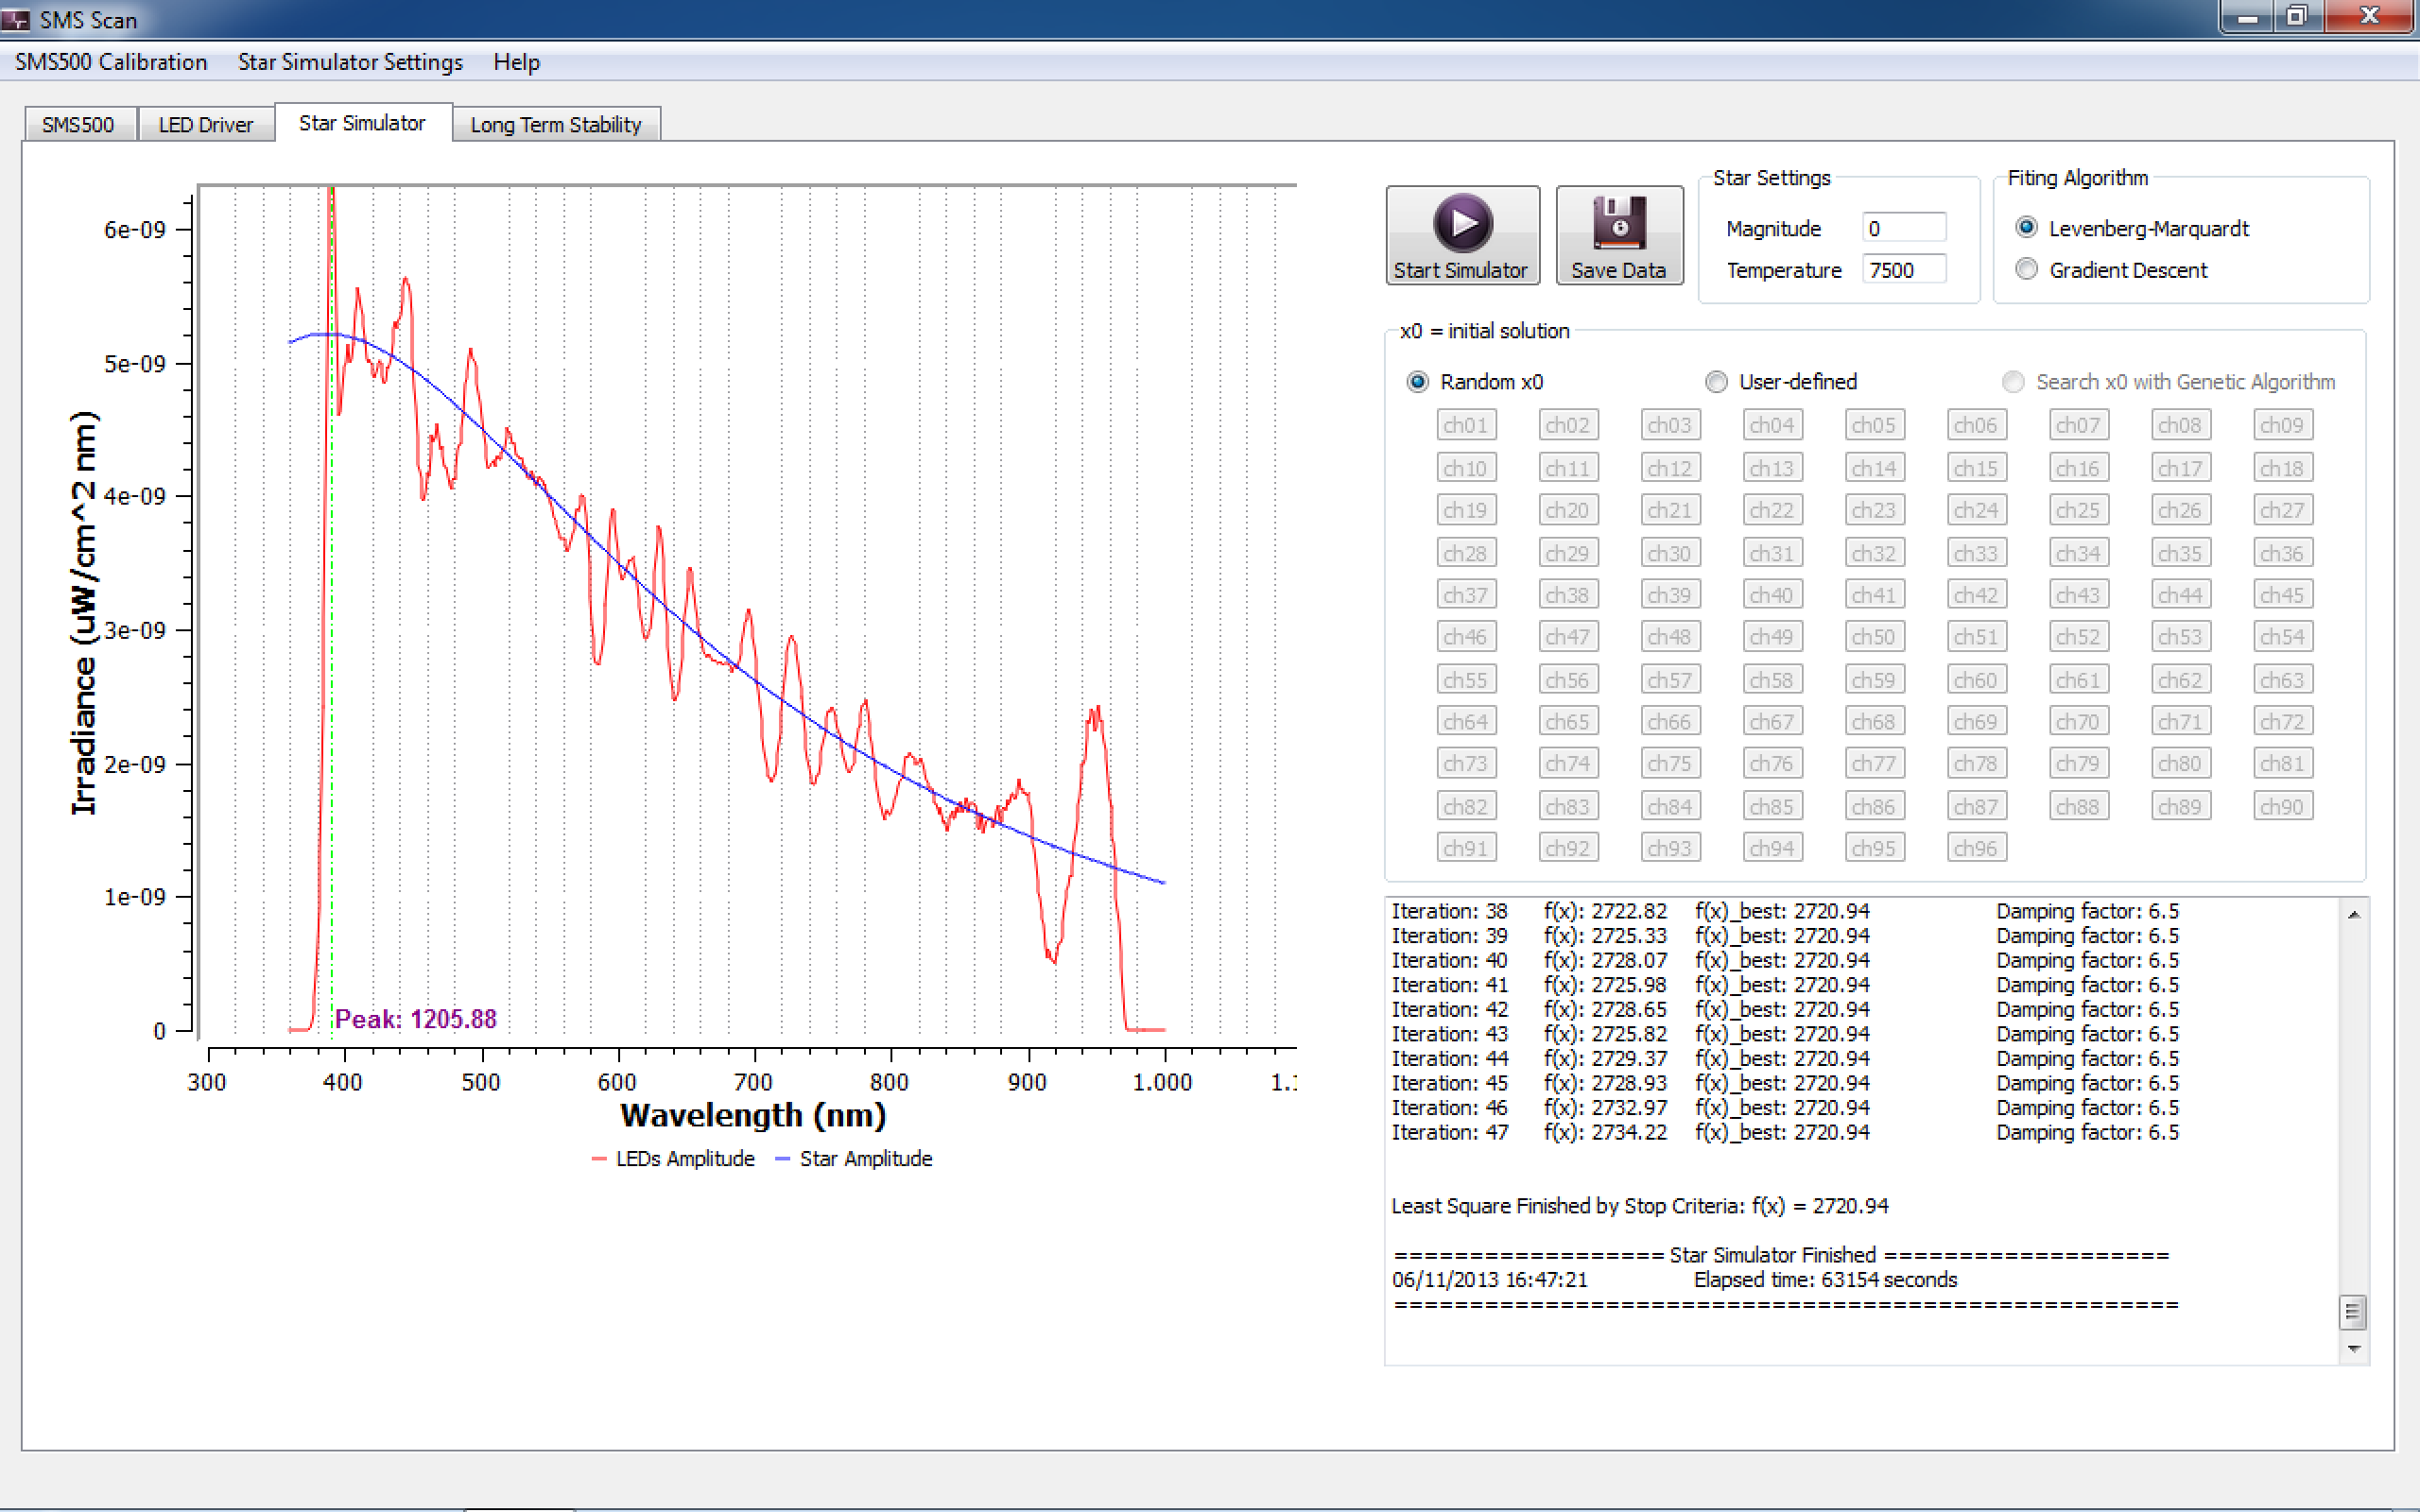 SMS Scan
SMS500 Calibration Star Simulator Settings Help
SMS500 LED Driver Star Simulator Long Term Stability
6e-09
5e-09
4e-09
3e-09
2e-09
1e-09
0
Irradiance (uW/cm^2 nm)
Peak: 1205.88
300 400 500 600 700 800 900 1.000
Wavelength (nm)
LEDs Amplitude Star Amplitude
Start Simulator
Save Data
Star Settings
Magnitude 0
Temperature 7500
Fiting Algorithm
Levenberg-Marquardt
Gradient Descent
x0 = initial solution
Random x0 User-defined Search x0 with Genetic Algorithm
ch01 ch02 ch03 ch04 ch05 ch06 ch07 ch08 ch09
ch10 ch11 ch12 ch13 ch14 ch15 ch16 ch17 ch18
ch19 ch20 ch21 ch22 ch23 ch24 ch25 ch26 ch27
ch28 ch29 ch30 ch31 ch32 ch33 ch34 ch35 ch36
ch37 ch38 ch39 ch40 ch41 ch42 ch43 ch44 ch45
ch46 ch47 ch48 ch49 ch50 ch51 ch52 ch53 ch54
ch55 ch56 ch57 ch58 ch59 ch60 ch61 ch62 ch63
ch64 ch65 ch66 ch67 ch68 ch69 ch70 ch71 ch72
ch73 ch74 ch75 ch76 ch77 ch78 ch79 ch80 ch81
ch82 ch83 ch84 ch85 ch86 ch87 ch88 ch89 ch90
ch91 ch92 ch93 ch94 ch95 ch96
Iteration: 38 f(x): 2722.82 f(x)_best: 2720.94 Damping factor: 6.5
Iteration: 39 f(x): 2725.33 f(x)_best: 2720.94 Damping factor: 6.5
Iteration: 40 f(x): 2728.07 f(x)_best: 2720.94 Damping factor: 6.5
Iteration: 41 f(x): 2725.98 f(x)_best: 2720.94 Damping factor: 6.5
Iteration: 42 f(x): 2728.65 f(x)_best: 2720.94 Damping factor: 6.5
Iteration: 43 f(x): 2725.82 f(x)_best: 2720.94 Damping factor: 6.5
Iteration: 44 f(x): 2729.37 f(x)_best: 2720.94 Damping factor: 6.5
Iteration: 45 f(x): 2728.93 f(x)_best: 2720.94 Damping factor: 6.5
Iteration: 46 f(x): 2732.97 f(x)_best: 2720.94 Damping factor: 6.5
Iteration: 47 f(x): 2734.22 f(x)_best: 2720.94 Damping factor: 6.5
Least Square Finished by Stop Criteria: f(x) = 2720.94
================== Star Simulator Finished ===================
06/11/2013 16:47:21 Elapsed time: 63154 seconds
====================================================